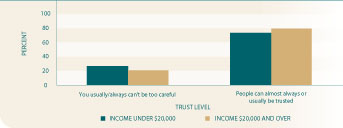 100
80
60
40
20
0
PERCENT
You usually/always can't be too careful
People can almost always or
usually be trusted
TRUST LEVEL
INCOME UNDER $20,000
INCOME $20,000 AND OVER